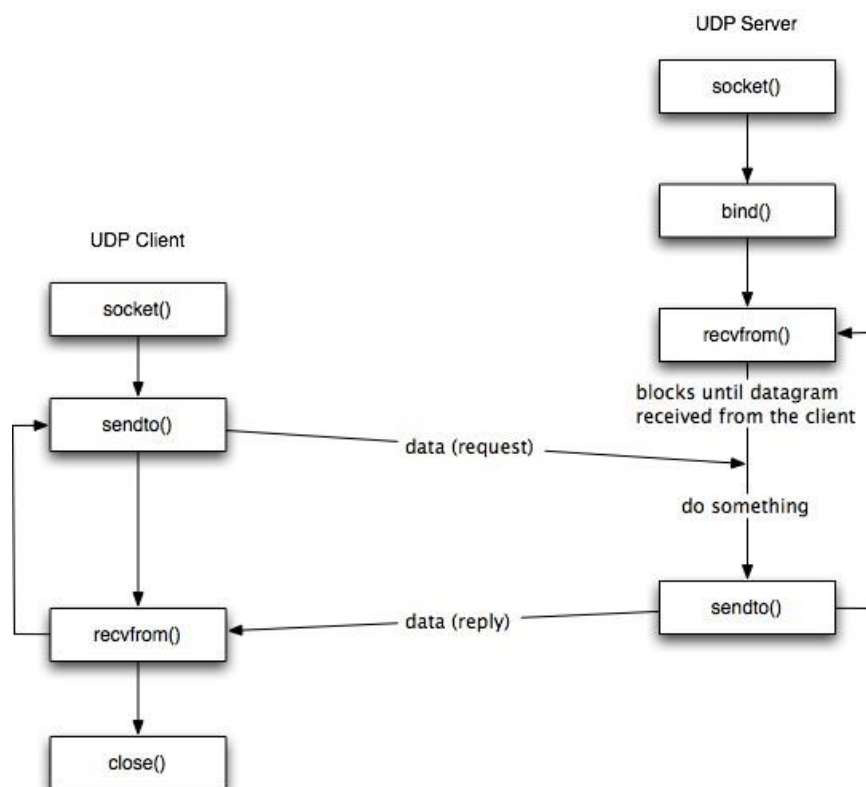 UDP Server
socket()
bind()
UDP Client
socket()
recvfrom()
blocks until datagram
received from the client
sendto()
data (request)
do something
sendto()
data (reply)
recvfrom()
close()